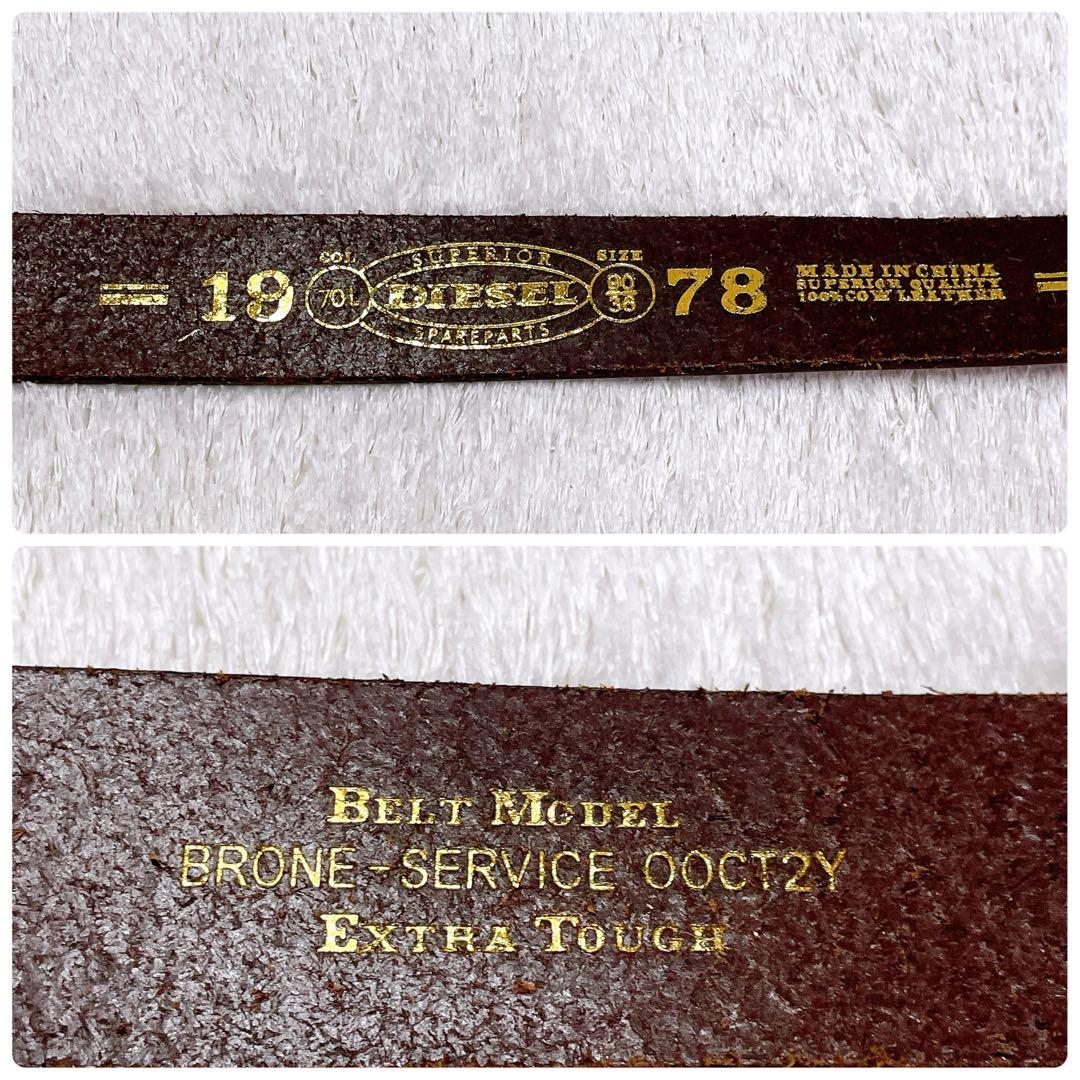 19
COL
701
SUPERIOR
DIESEL
SPAREPARTS
SIZE
90
36
78
MADE IN CHINA
SUPERIOR QUALITY
100% COW LEATHER
BELT MODEL
BRONE-SERVICE 00CT2Y
EXTRA TOUGH